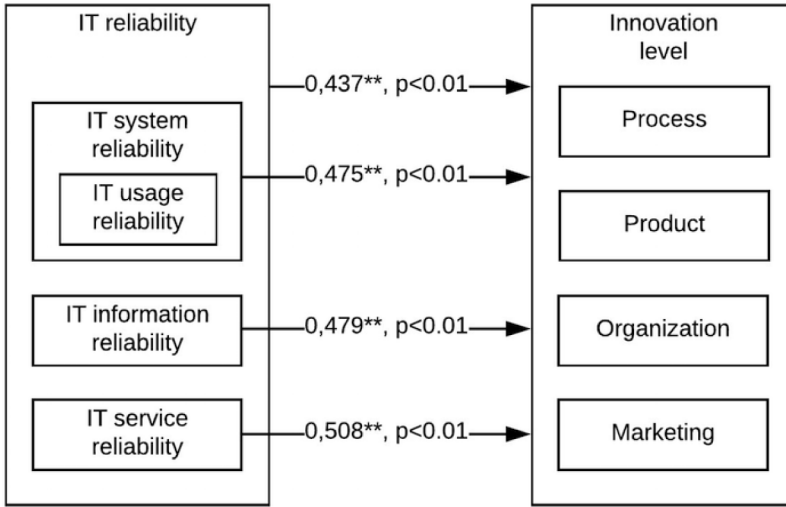 IT reliability
IT system
reliability
IT usage
reliability
IT information
reliability
IT service
reliability
0,437**, p<0.01
0,475**, p<0.01
0,479**, p<0.01
0,508**, p<0.01
Innovation
level
Process
Product
Organization
Marketing